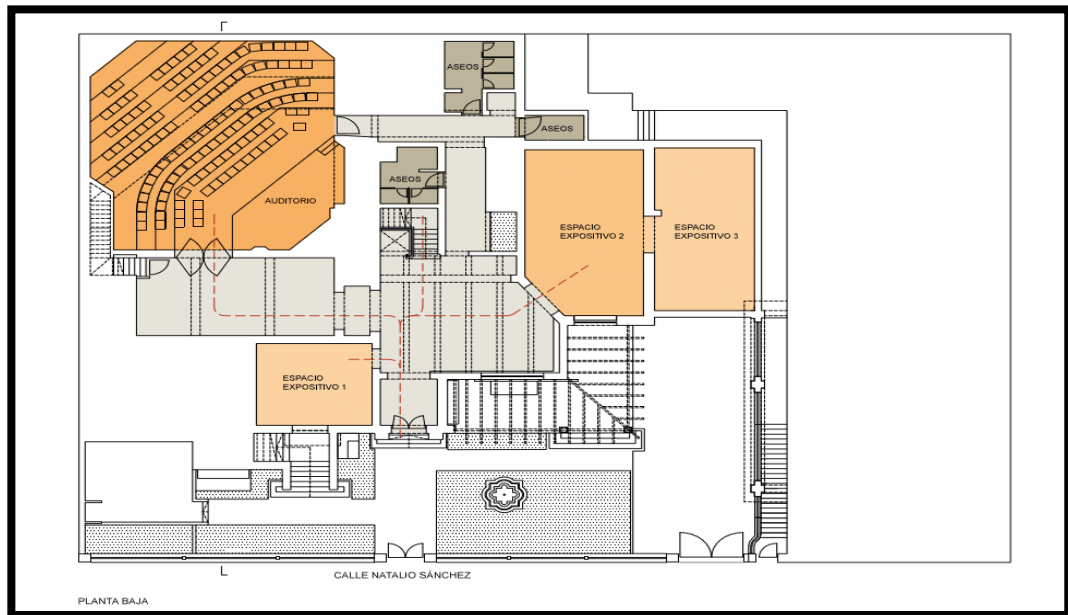 ASEOS
ASEOS
ASEOS
AUDITORIO
ESPACIO
EXPOSITIVO 2
ESPACIO
EXPOSITIVO 3
ESPACIO
EXPOSITIVO 1
CALLE NATALIO SÁNCHEZ
PLANTA BAJA